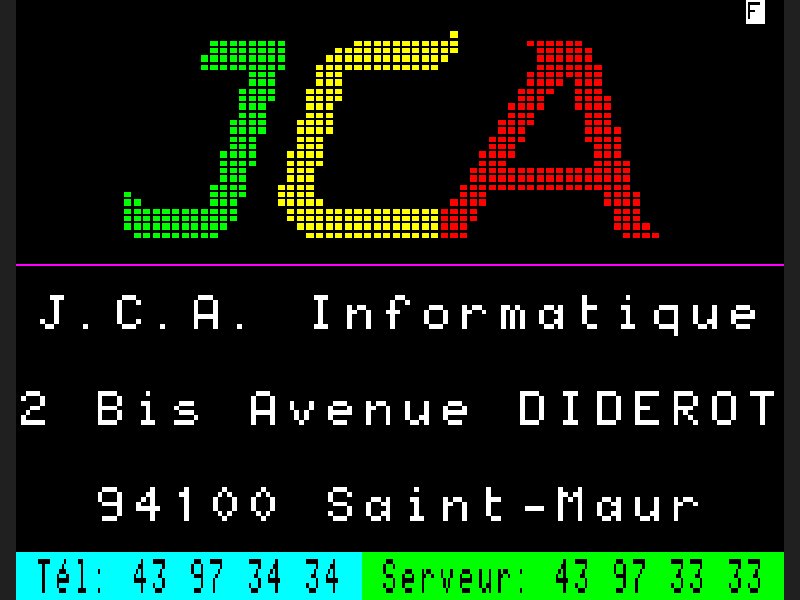 F
JCA
J.C.A. Informatique
2 Bis Avenue DIDEROT
94100 Saint-Maur
Tél: 43 97 34 34 Serveur: 43 97 33 33